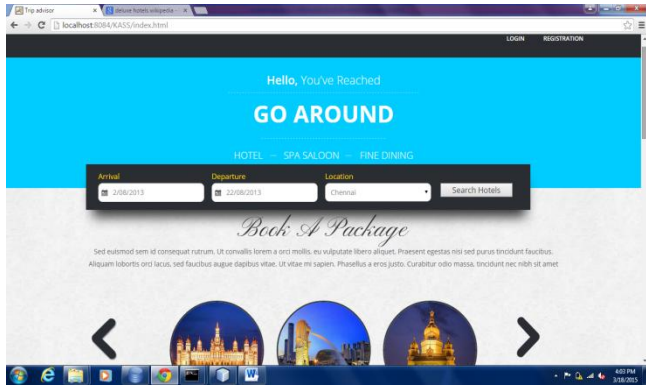 Trip advisor
deluxe hotels wikipedia -
localhost:8084/KASS/index.html
LOGIN REGISTRATION
Hello, You've Reached
GO AROUND
HOTEL — SPA SALOON — FINE DINING
Arrival Departure Location
2/08/2013 22/08/2013 Chennai Search Hotels
Book A Package
Sed euismod sem id consequat rutrum. Ut convallis lorem a orci mollis, eu vulputate libero aliquet. Praesent egestas nisi sed purus tincidunt faucibus.
Aliquam lobortis orci lacus, sed faucibus augue dapibus vitae. Ut vitae mi sapien. Phasellus a eros justo. Curabitur odio massa, tincidunt nec nibh sit amet
4:03 PM
3/18/2015